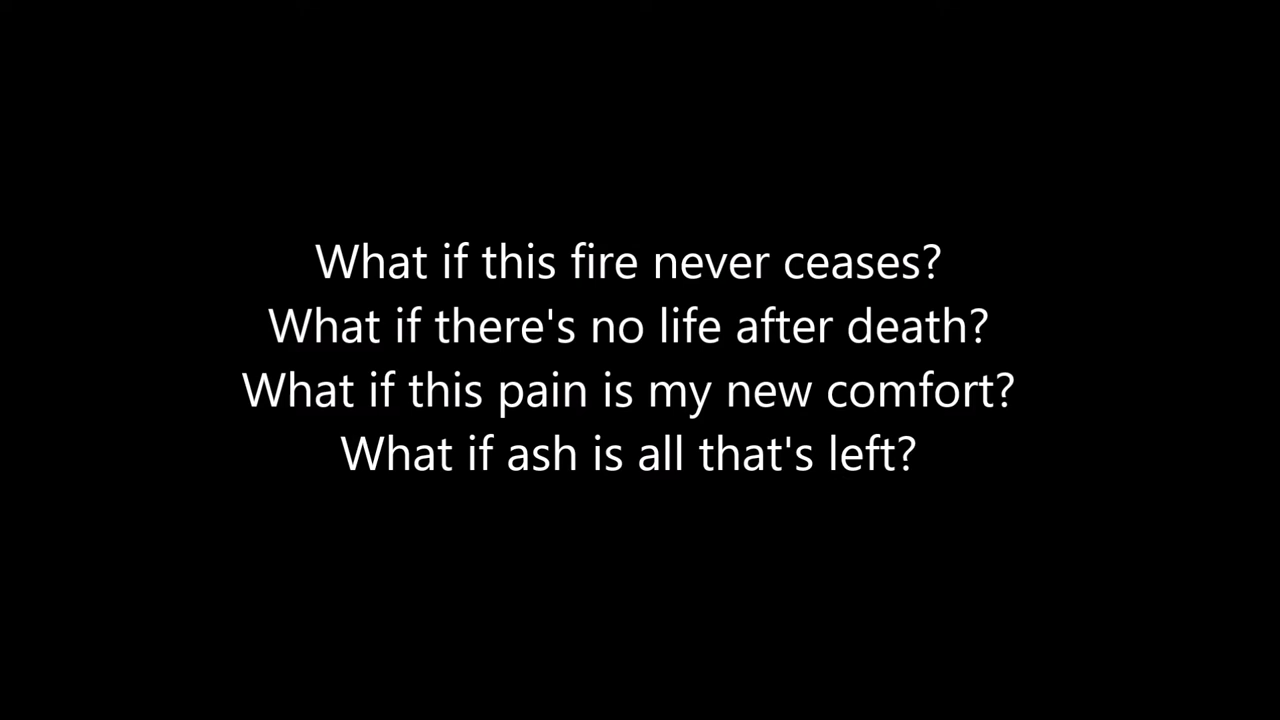 What if this fire never ceases?
What if there's no life after death?
What if this pain is my new comfort?
What if ash is all that's left?